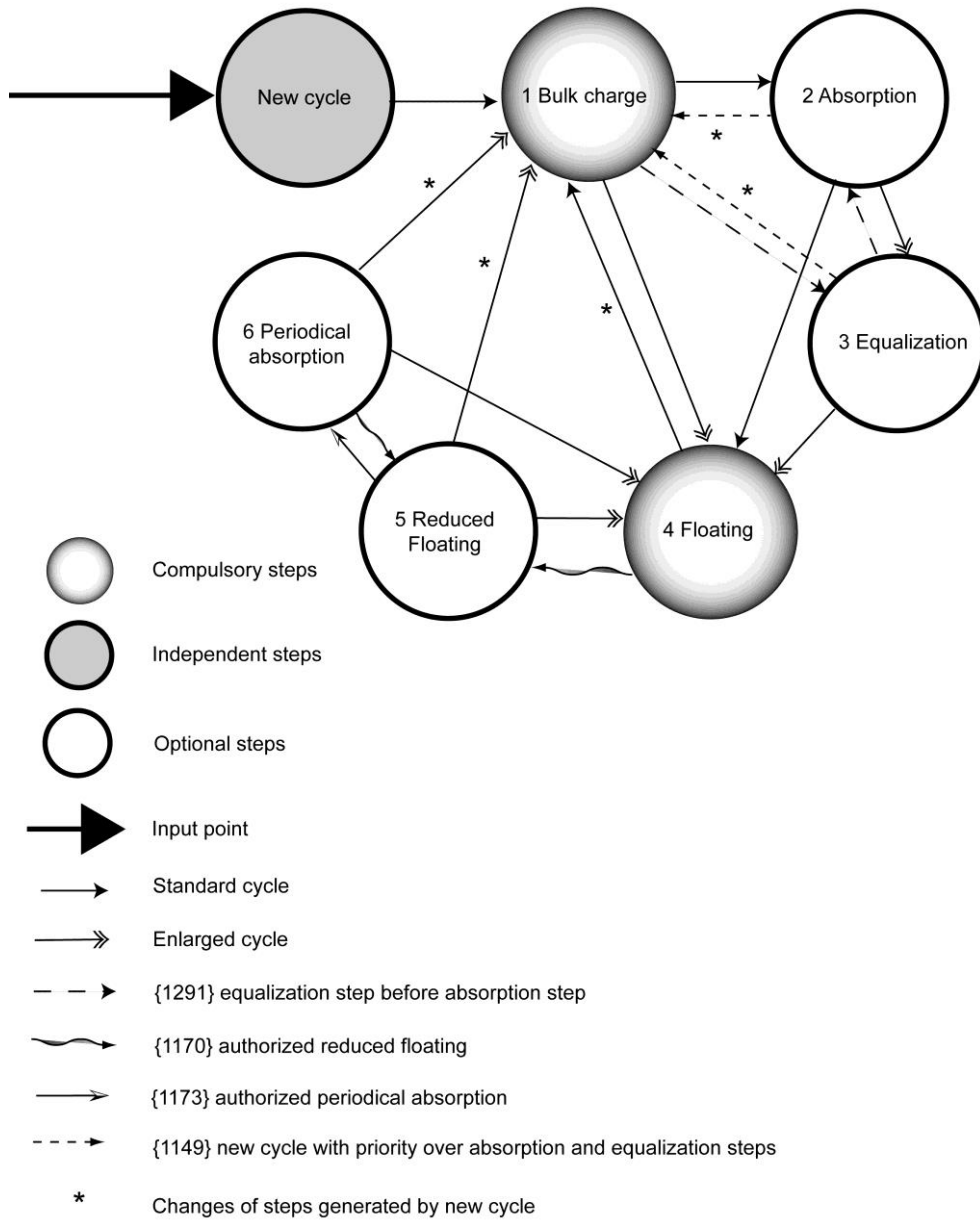 New cycle
1 Bulk charge
2 Absorption
*
*
*
*
*
6 Periodical
absorption
3 Equalization
5 Reduced
Floating
4 Floating
Compulsory steps
Independent steps
Optional steps
Input point
Standard cycle
Enlarged cycle
{1291} equalization step before absorption step
{1170} authorized reduced floating
{1173} authorized periodical absorption
{1149} new cycle with priority over absorption and equalization steps
* Changes of steps generated by new cycle